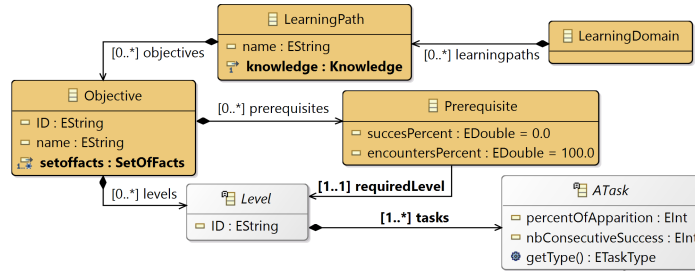 LearningPath
name : EString
knowledge : Knowledge
1
[0..*] objectives
[0..*] learningpaths
LearningDomain
Objective
ID : EString
name : EString
setoffacts : SetOfFacts
[0..*] prerequisites
Prerequisite
succesPercent : EDouble = 0.0
encountersPercent : EDouble = 100.0
[0..*] levels
[1..1] requiredLevel
Level
ID : EString
[1..*] tasks
ATask
percentOfApparition : EInt
nbConsecutiveSuccess : EInt
getType() : ETaskType